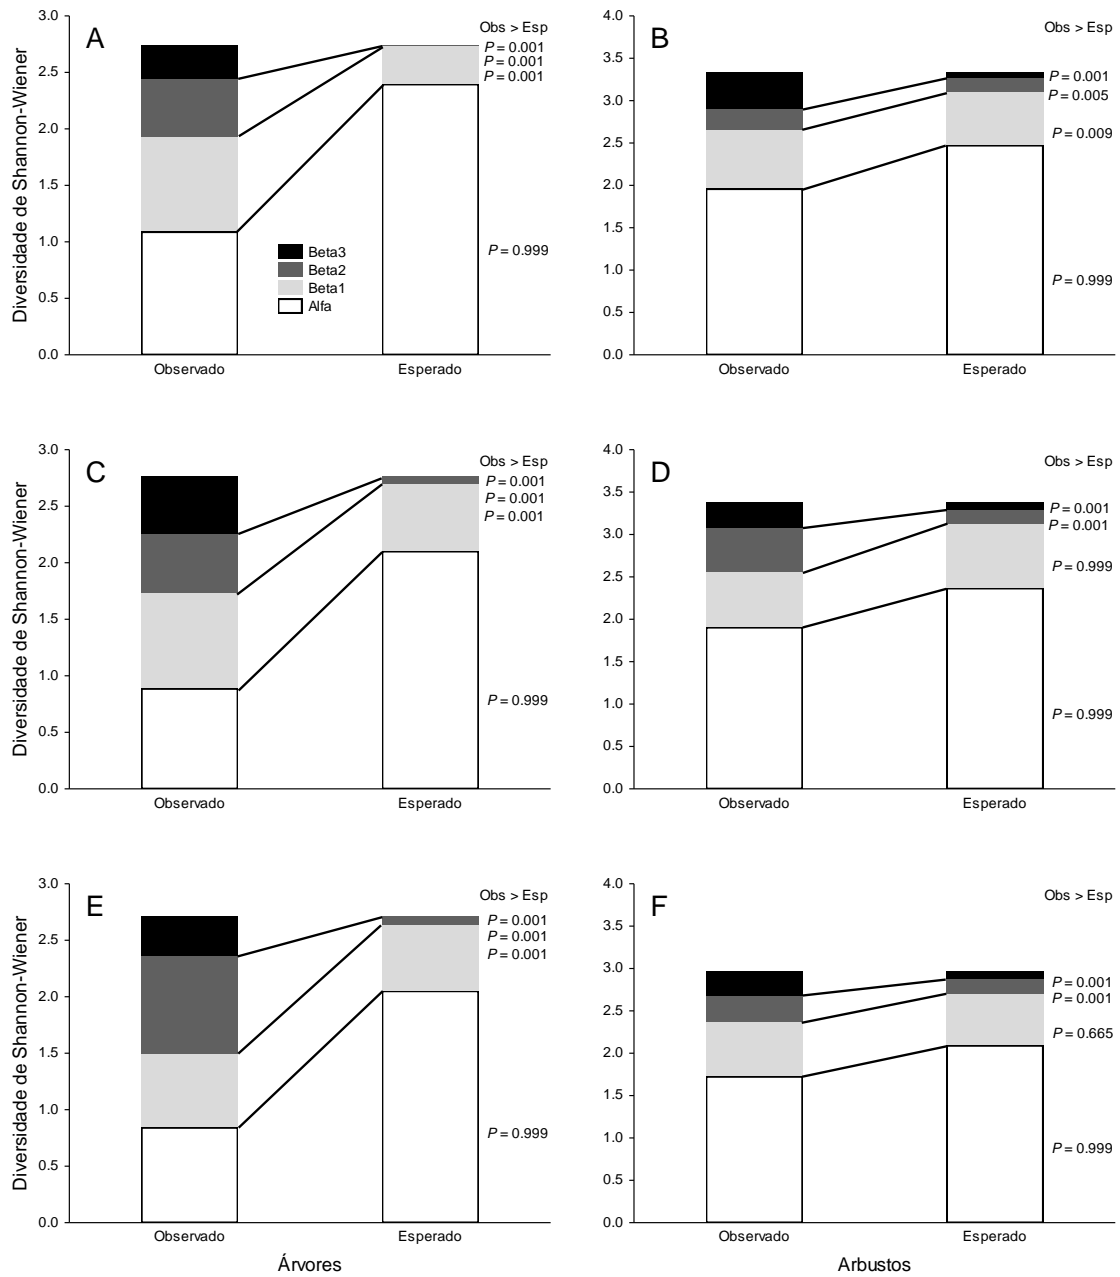 A
Obs > Esp
P = 0.001
P = 0.001
P = 0.001
P = 0.999
Diversidade de Shannon-Wiener
3.0
2.5
2.0
1.5
1.0
0.5
0.0
Beta3
Beta2
Beta1
Alfa
Observado
Esperado
B
Obs > Esp
P = 0.001
P = 0.005
P = 0.009
P = 0.999
4.0
3.5
3.0
2.5
2.0
1.5
1.0
0.5
0.0
Observado
Esperado
C
Obs > Esp
P = 0.001
P = 0.001
P = 0.001
P = 0.999
Diversidade de Shannon-Wiener
3.0
2.5
2.0
1.5
1.0
0.5
0.0
Observado
Esperado
D
Obs > Esp
P = 0.001
P = 0.001
P = 0.999
P = 0.999
4.0
3.5
3.0
2.5
2.0
1.5
1.0
0.5
0.0
Observado
Esperado
E
Obs > Esp
P = 0.001
P = 0.001
P = 0.001
P = 0.999
Diversidade de Shannon-Wiener
3.0
2.5
2.0
1.5
1.0
0.5
0.0
Observado
Esperado
Árvores
F
Obs > Esp
P = 0.001
P = 0.001
P = 0.665
P = 0.999
4.0
3.5
3.0
2.5
2.0
1.5
1.0
0.5
0.0
Observado
Esperado
Arbustos